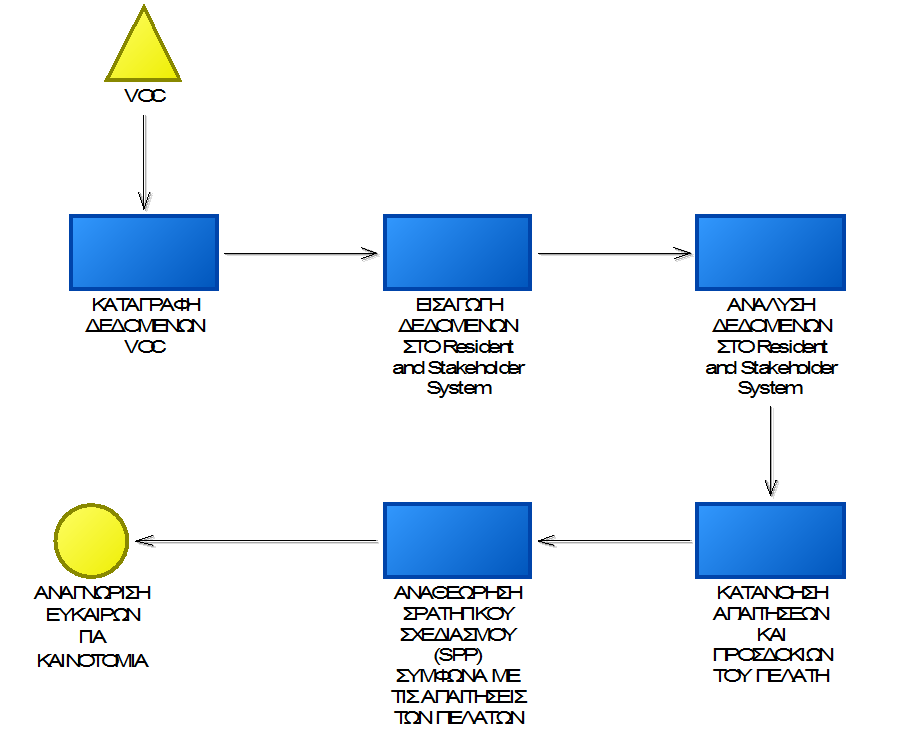 VOC
ΚΑΤΑΓΡΑΦΗ
ΔΕΔΟΜΕΝΩΝ
VOC
ΕΙΣΑΓΩΓΗ
ΔΕΔΟΜΕΝΩΝ
ΣΤΟ Resident
and Stakeholder
System
ΑΝΑΛΥΣΗ
ΔΕΔΟΜΕΝΩΝ
ΣΤΟ Resident
and Stakeholder
System
ΚΑΤΑΝΟΗΣΗ
ΑΠΑΙΤΗΣΕΩΝ
ΚΑΙ
ΠΡΟΣΔΟΚΙΩΝ
ΤΟΥ ΠΕΛΑΤΗ
ΑΝΑΘΕΩΡΗΣΗ
ΣΡΑΤΗΓΙΚΟΥ
ΣΧΕΔΙΑΣΜΟΥ
(SPP)
ΣΥΜΦΩΝΑ ΜΕ
ΤΙΣ ΑΠΑΙΤΗΣΕΙΣ
ΤΩΝ ΠΕΛΑΤΩΝ
ΑΝΑΓΝΩΡΙΣΗ
ΕΥΚΑΙΡΩΝ
ΓΙΑ
ΚΑΙΝΟΤΟΜΙΑ